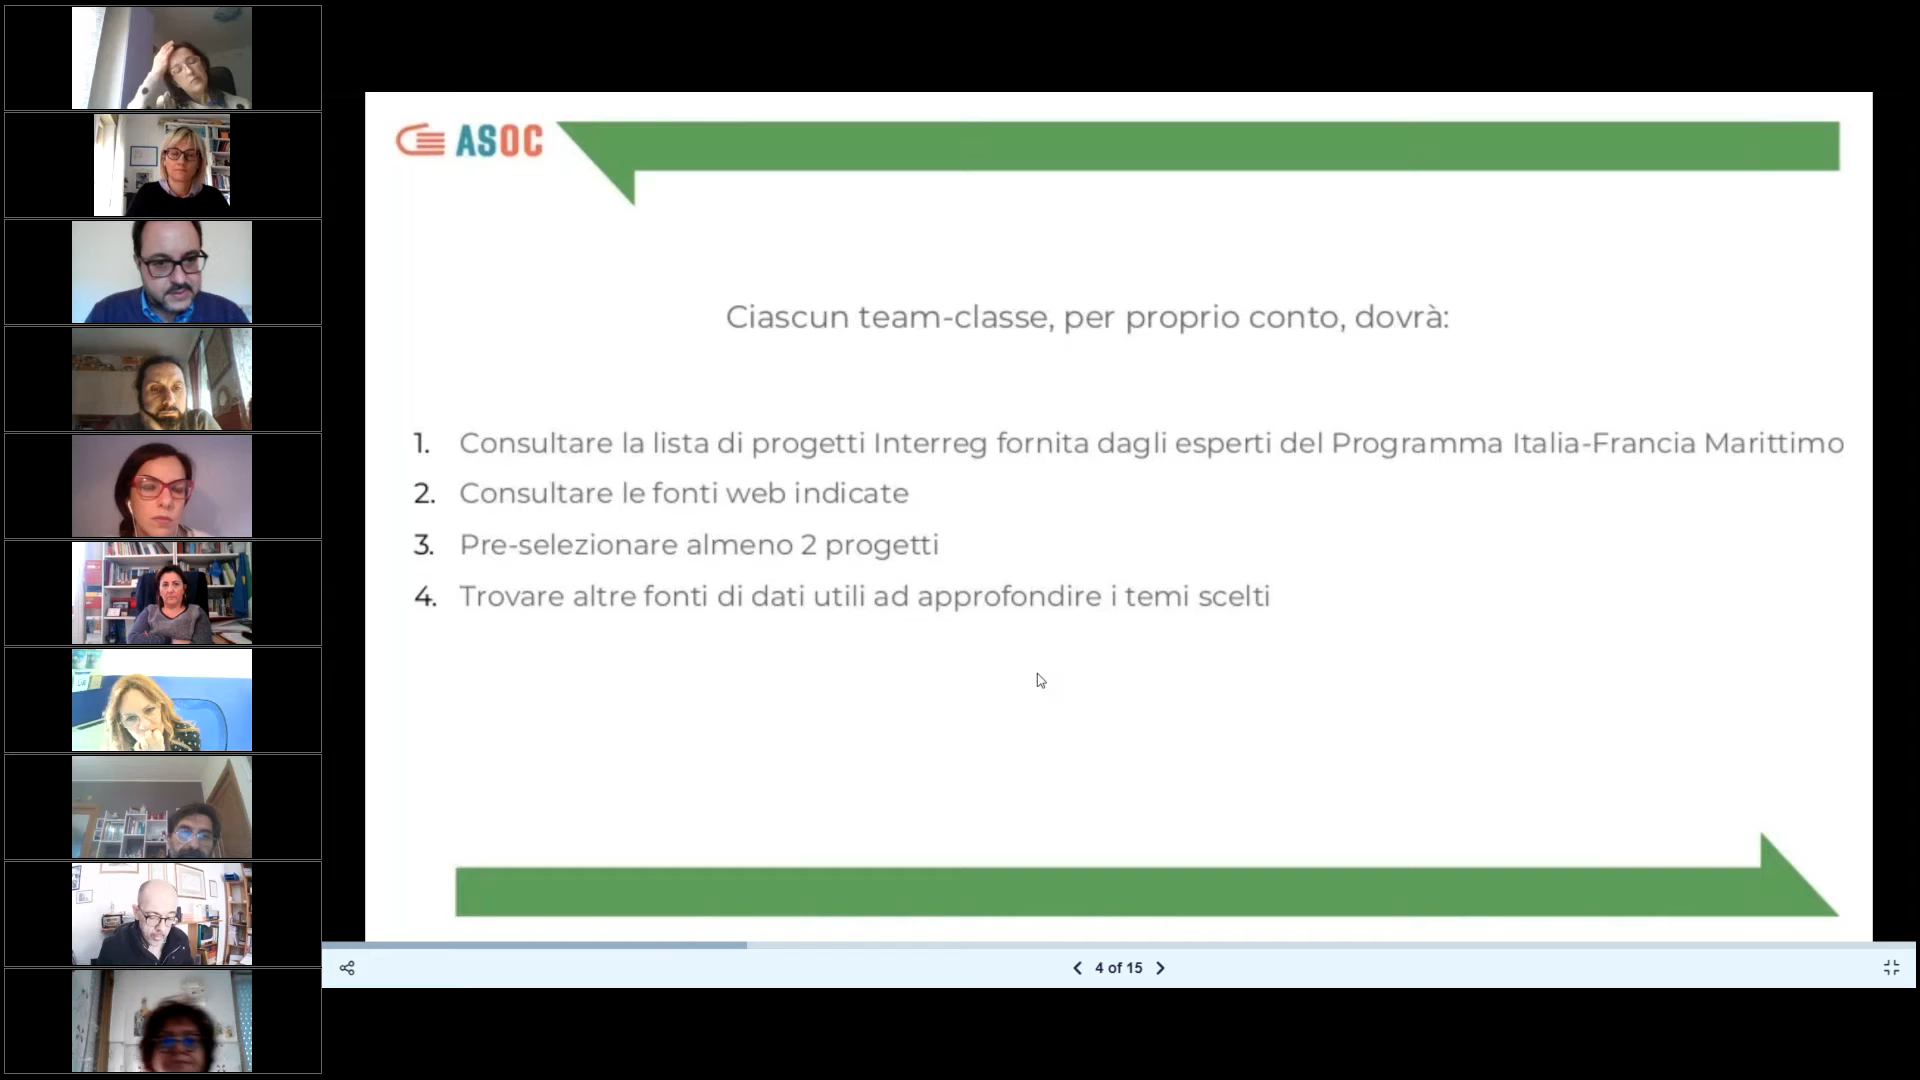 ASOC
Ciascun team-classe, per proprio conto, dovrà:
1. Consultare la lista di progetti Interreg fornita dagli esperti del Programma Italia-Francia Marittimo
2. Consultare le fonti web indicate
3. Pre-selezionare almeno 2 progetti
4. Trovare altre fonti di dati utili ad approfondire i temi scelti
4 of 15